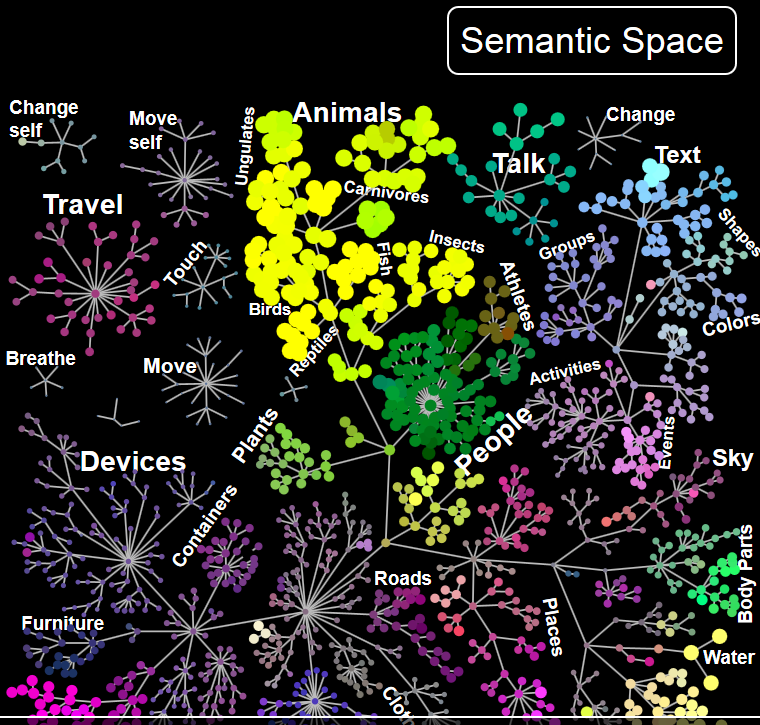 Semantic Space
Change
self
Move
self
Ungulates
Animals
Change
Talk
Text
Carnivores
Travel
Touch
Fish
Insects
Groups
Shapes
Birds
Athletes
Colors
Reptiles
Breathe
Move
Activities
Plants
People
Events
Devices
Sky
Containers
Roads
Body Parts
Furniture
Places
Water